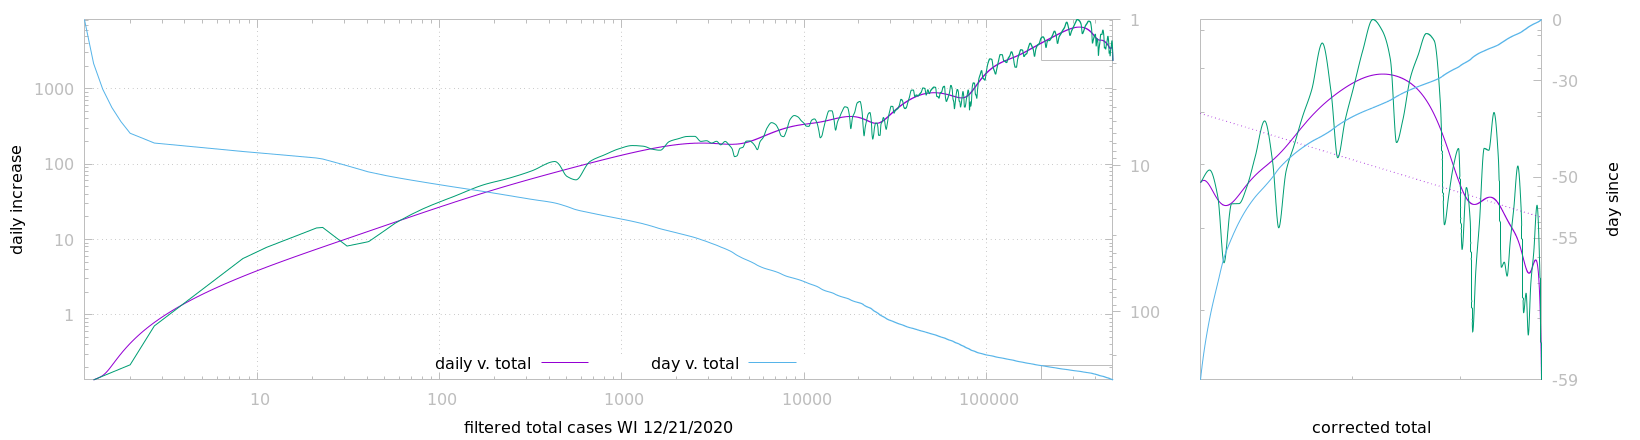 daily increase
1000
100
10
1
10
100
1000
10000
100000
1
10
100
daily v. total
day v. total
filtered total cases WI 12/21/2020
0
-30
-50
-55
-59
day since
corrected total